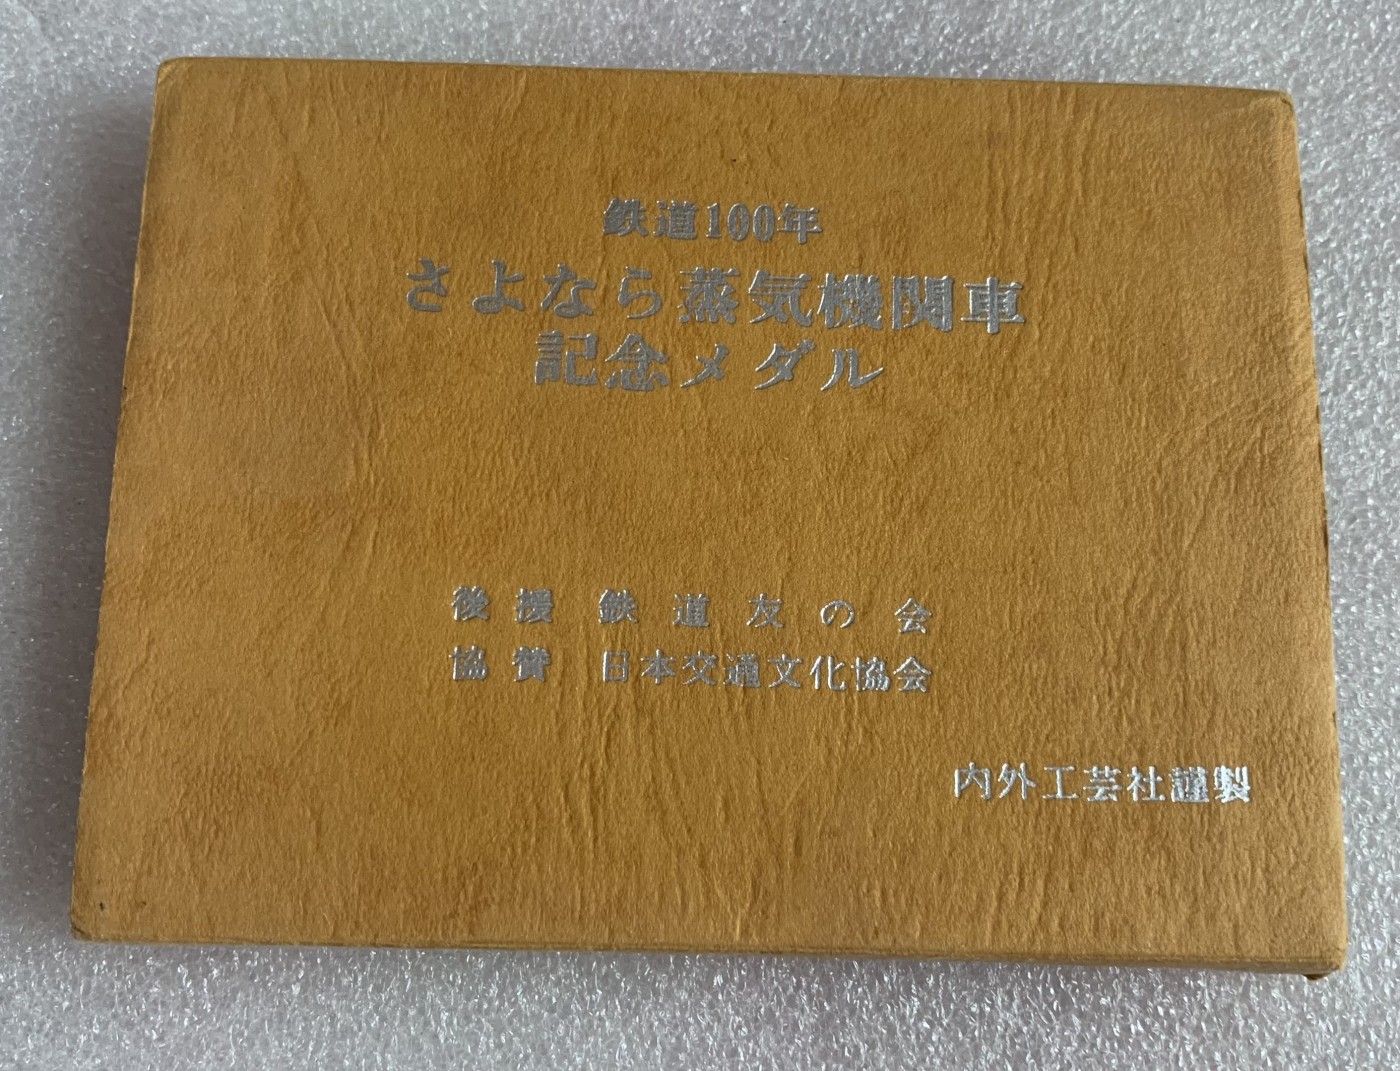 鉄道100年
さよなら蒸気機関車
記念メダル
後援 鉄道友の会
協賛 日本交通文化協会
内外工芸社謹製